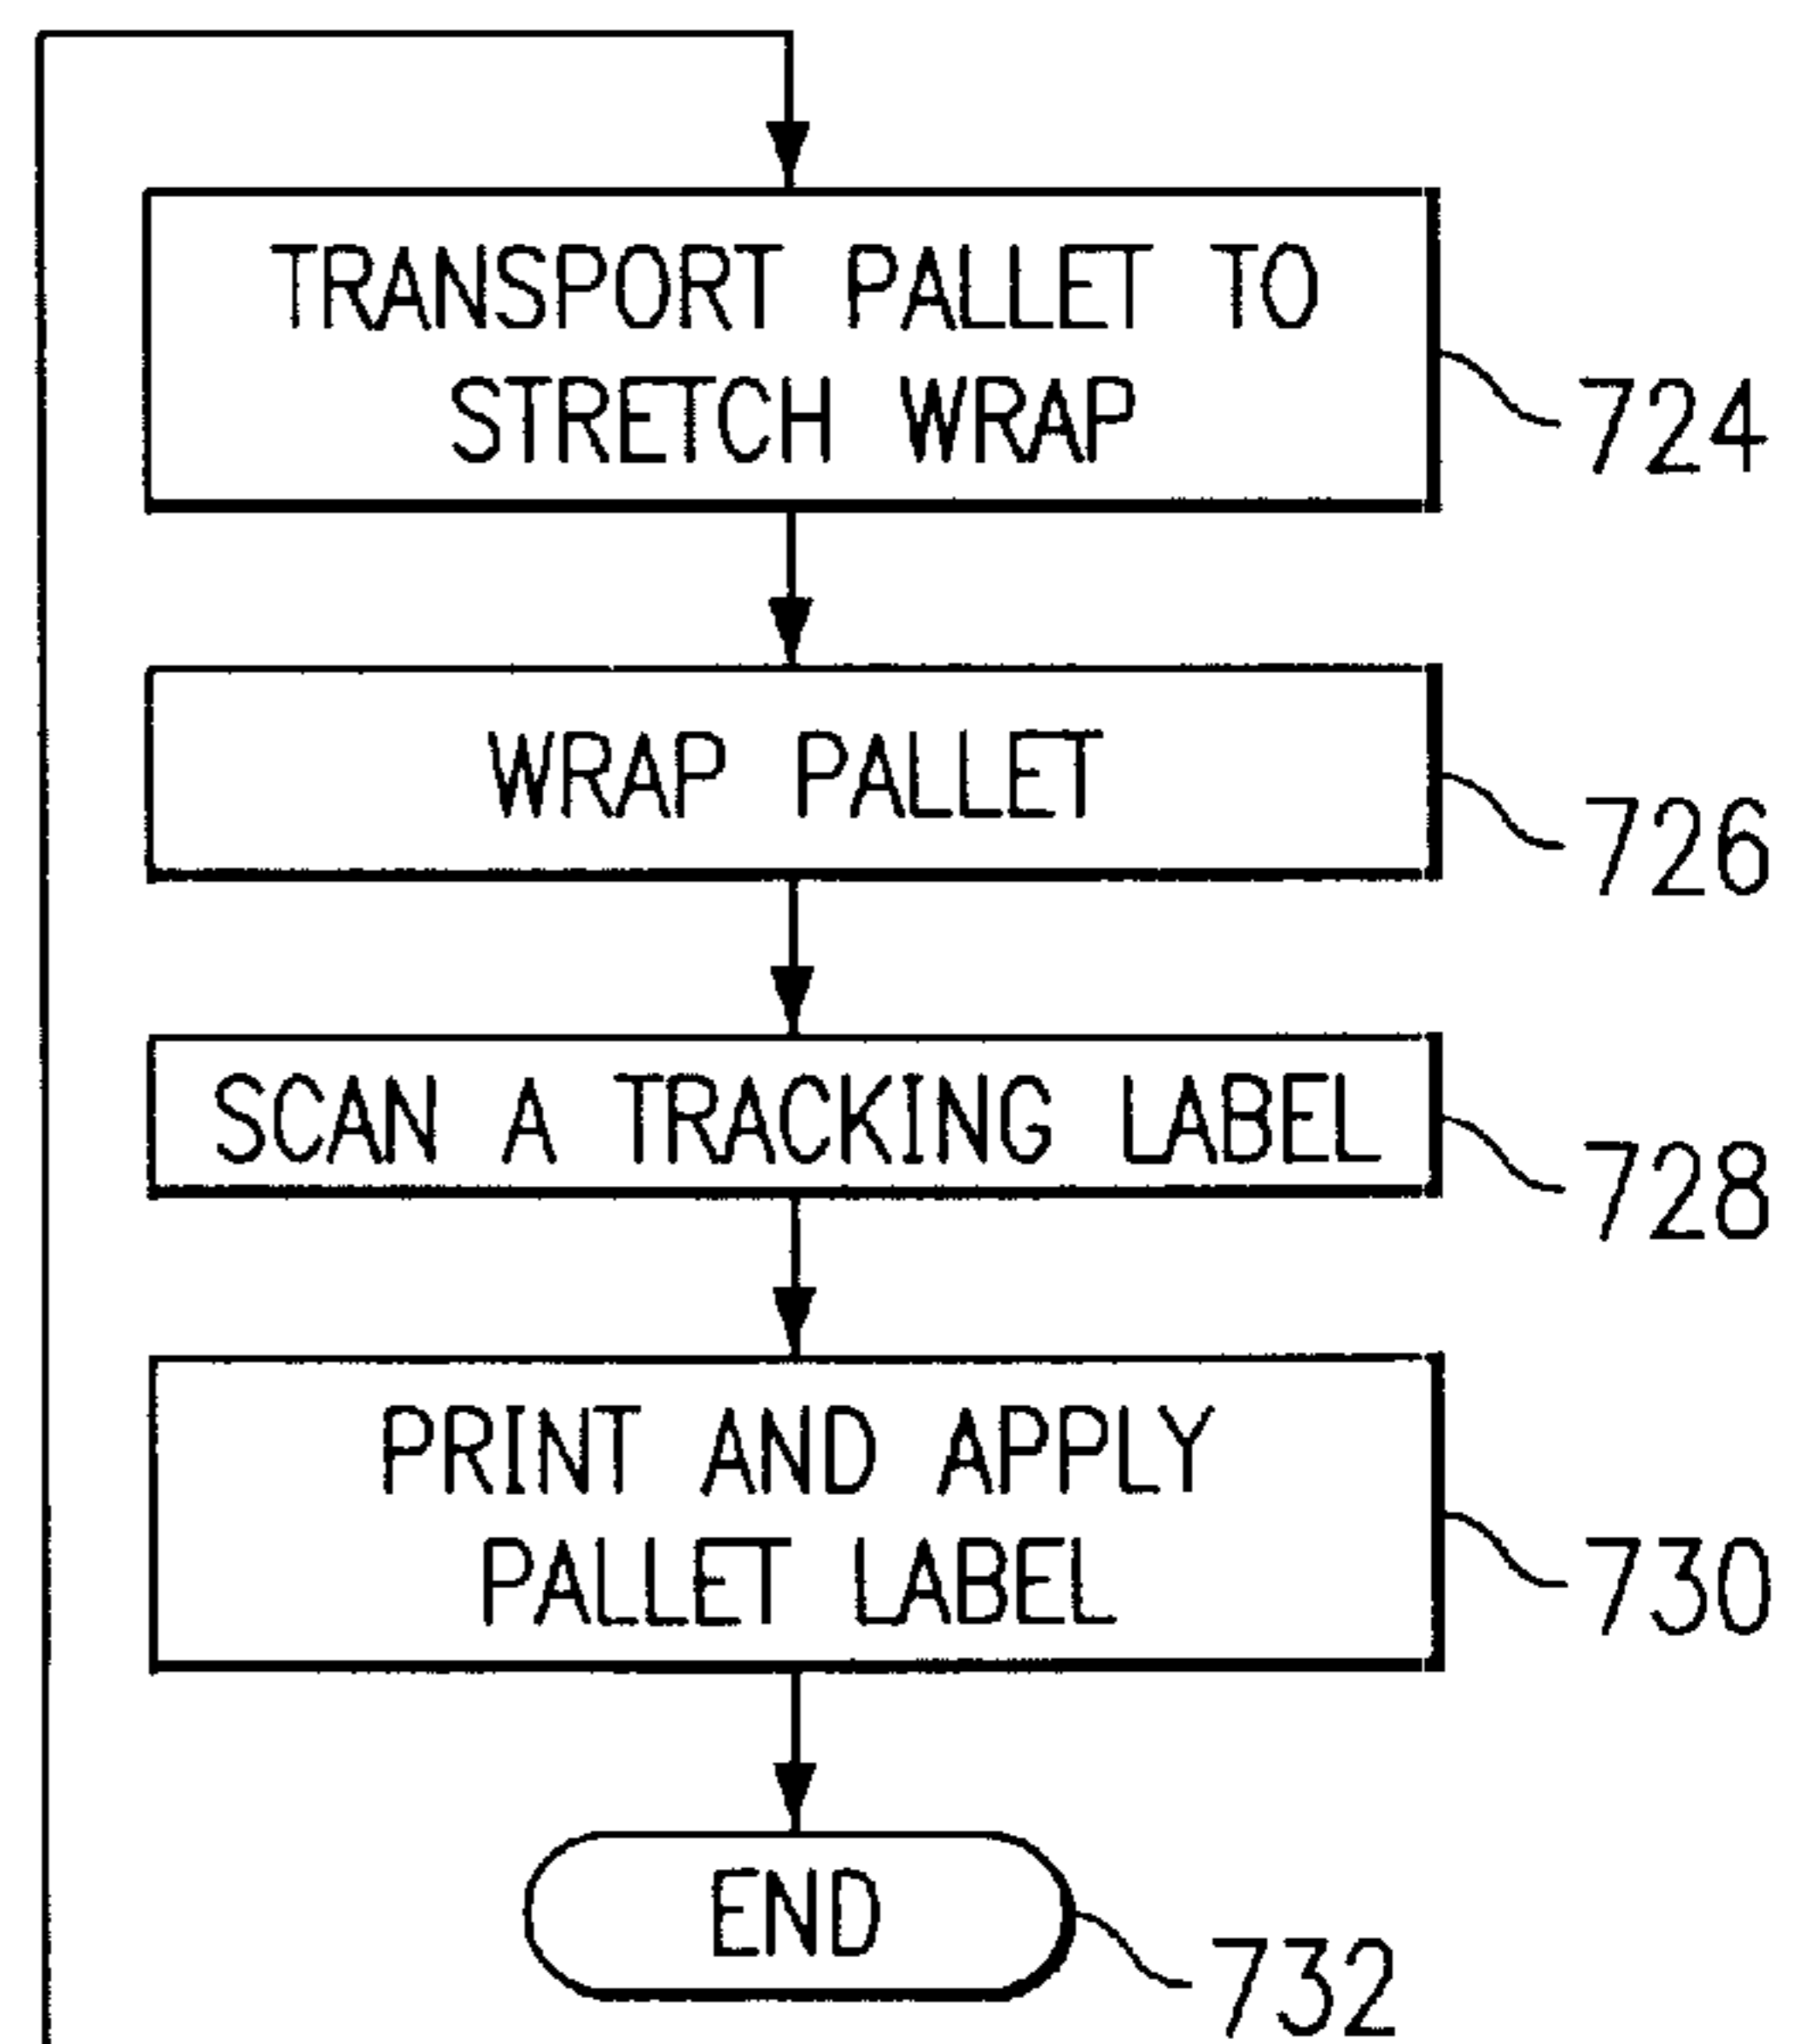 TRANSPORT PALLET TO
STRETCH WRAP
724
WRAP PALLET
726
SCAN A TRACKING LABEL
728
PRINT AND APPLY
PALLET LABEL
730
END
732